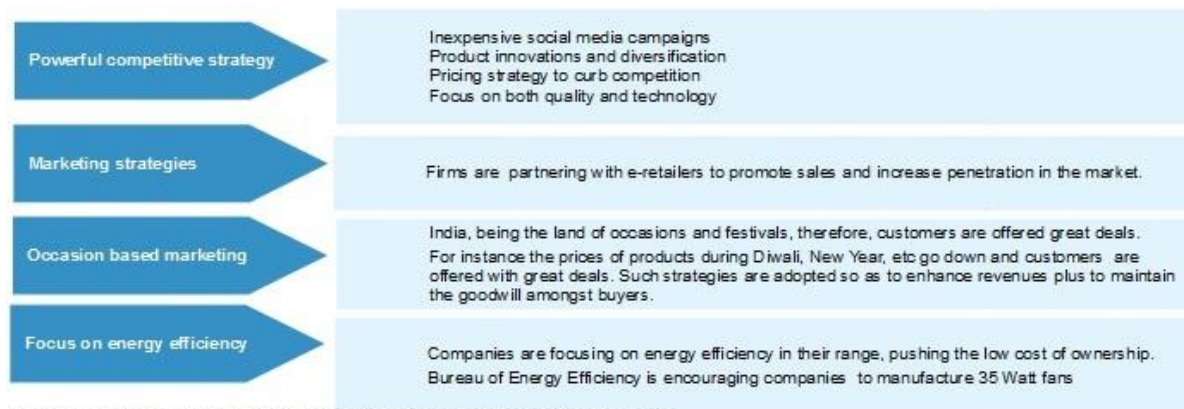 Powerful competitive strategy
Inexpensive social media campaigns
Product innovations and diversification
Pricing strategy to curb competition
Focus on both quality and technology
Marketing strategies
Firms are partnering with e-retailers to promote sales and increase penetration in the market.
Occasion based marketing
India, being the land of occasions and festivals, therefore, customers are offered great deals.
For instance the prices of products during Diwali, New Year, etc go down and customers are
offered with great deals. Such strategies are adopted so as to enhance revenues plus to maintain
the goodwill amongst buyers.
Focus on energy efficiency
Companies are focusing on energy efficiency in their range, pushing the low cost of ownership.
Bureau of Energy Efficiency is encouraging companies to manufacture 35 Watt fans